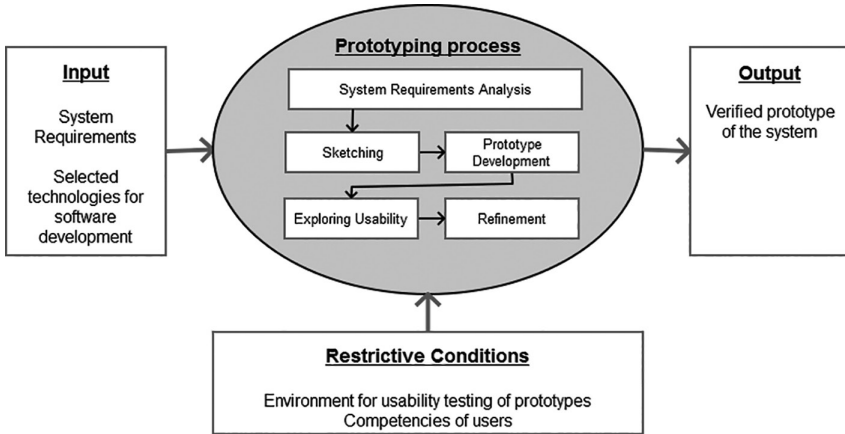 Input
System
Requirements
Selected
technologies for
software
development
Prototyping process
System Requirements Analysis
Sketching
Prototype
Development
Exploring Usability
Refinement
Output
Verified prototype
of the system
Restrictive Conditions
Environment for usability testing of prototypes
Competencies of users